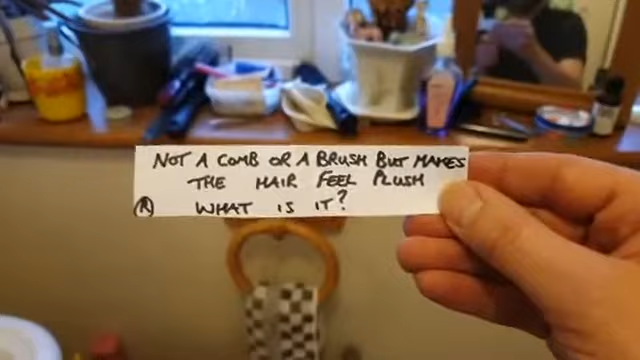 NOT A COMB OR A BRUSH BUT MAKES
THE HAIR FEEL PLUSH
(R) WHAT IS IT?